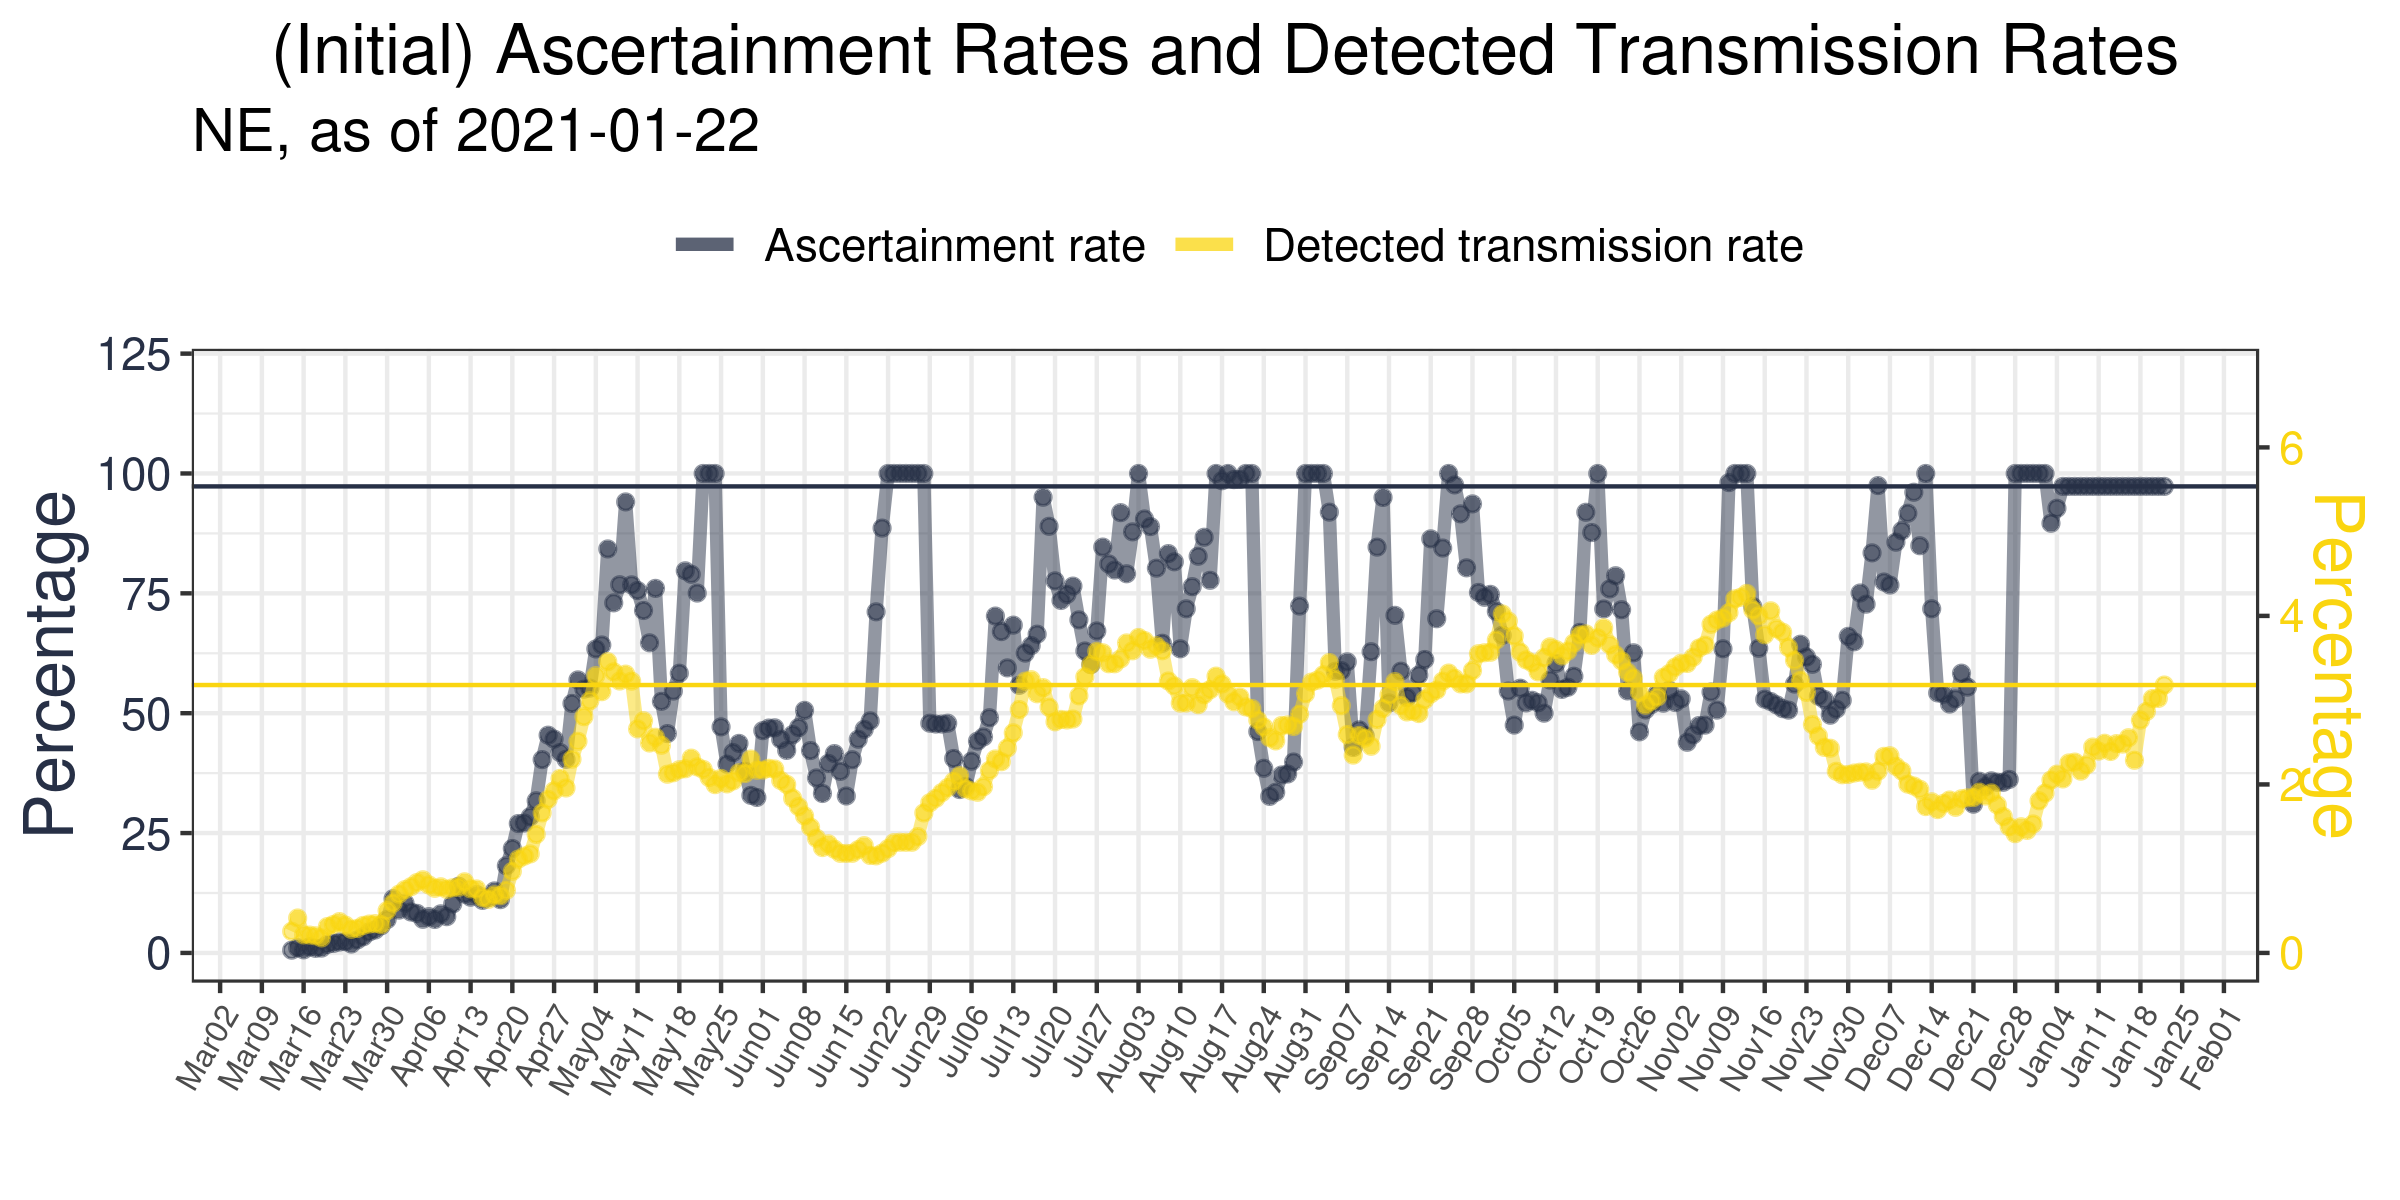 (Initial) Ascertainment Rates and Detected Transmission Rates
NE, as of 2021-01-22
Ascertainment rate
Detected transmission rate
Percentage
125
100
75
50
25
0
6
4
2
0
Percentage
Mar02
Mar09
Mar16
Mar23
Mar30
Apr06
Apr13
Apr20
Apr27
May04
May11
May18
May25
Jun01
Jun08
Jun15
Jun22
Jun29
Jul06
Jul13
Jul20
Jul27
Aug03
Aug10
Aug17
Aug24
Aug31
Sep07
Sep14
Sep21
Sep28
Oct05
Oct12
Oct19
Oct26
Nov02
Nov09
Nov16
Nov23
Nov30
Dec07
Dec14
Dec21
Dec28
Jan04
Jan11
Jan18
Jan25
Feb01